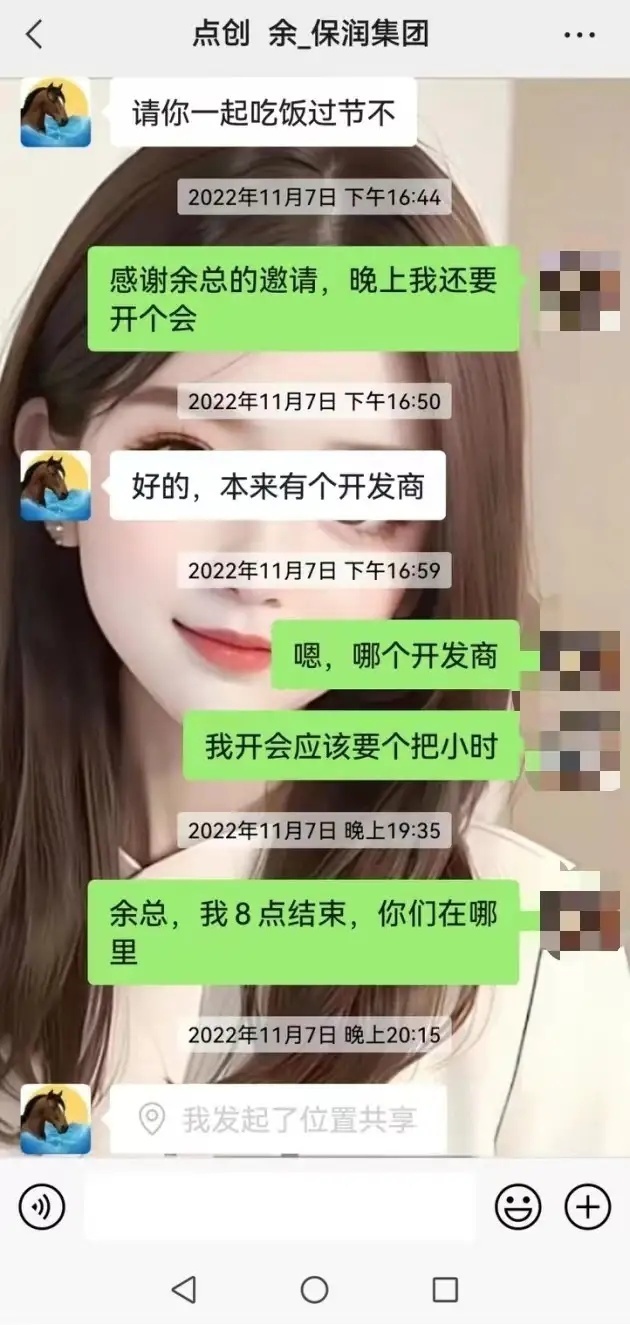 点创 余_保润集团
请你一起吃饭过节不
2022年11月7日 下午16:44
感谢余总的邀请，晚上我还要
开个会
2022年11月7日 下午16:50
好的，本来有个开发商
2022年11月7日 下午16:59
嗯，哪个开发商
我开会应该要个把小时
2022年11月7日 晚上19:35
余总，我8点结束，你们在哪
里
2022年11月7日 晚上20:15
我发起了位置共享